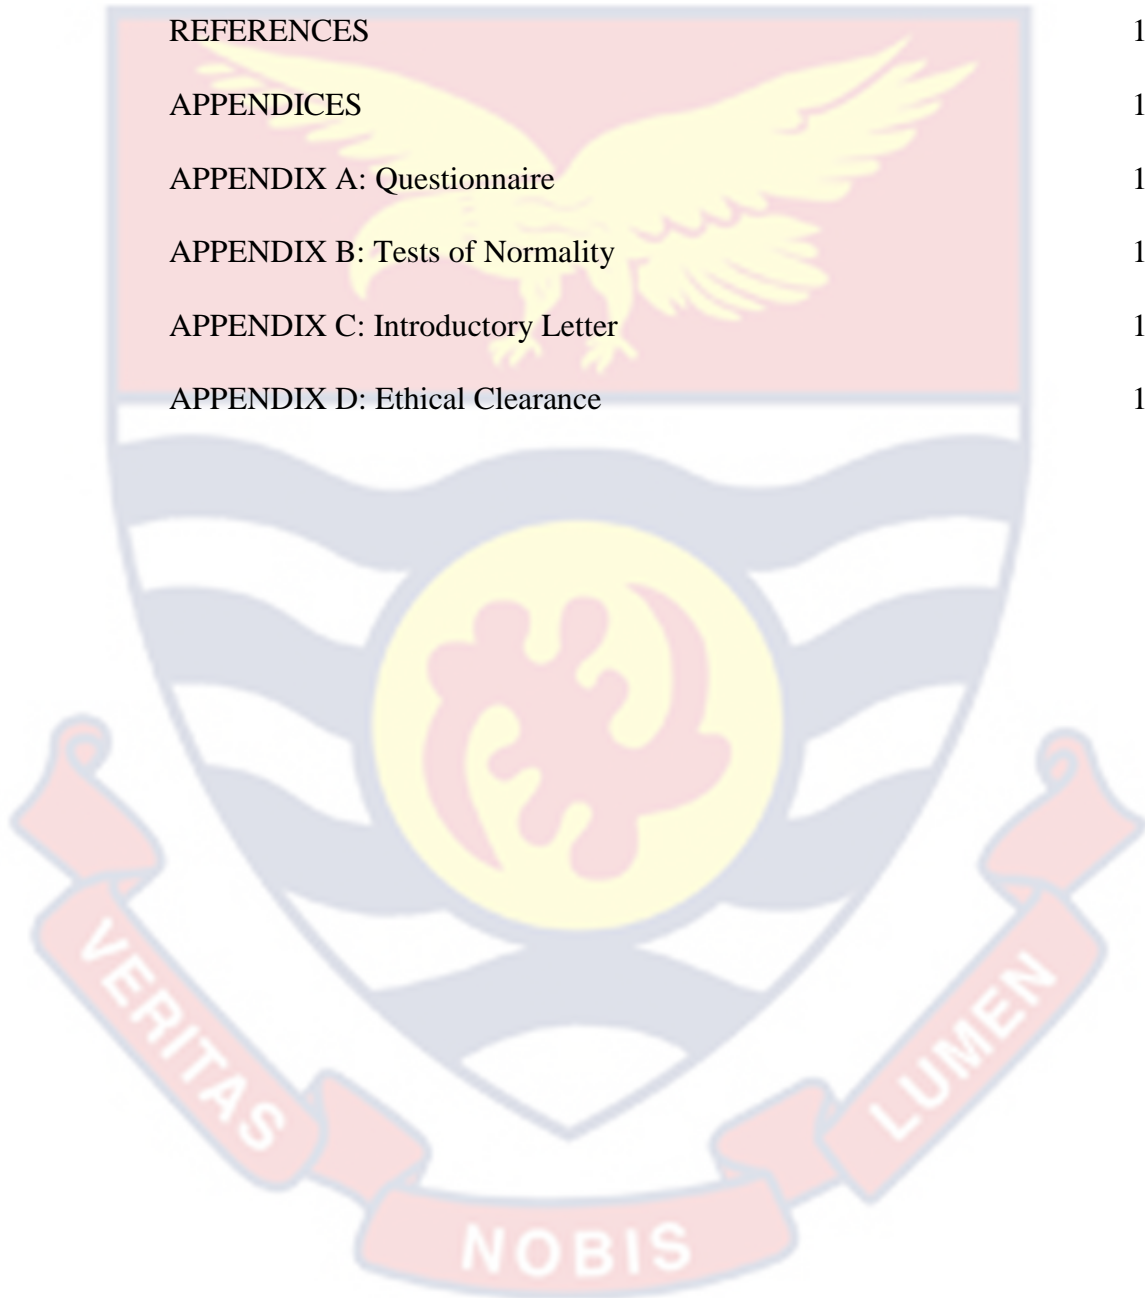 REFERENCES 1
APPENDICES 1
APPENDIX A: Questionnaire 1
APPENDIX B: Tests of Normality 1
APPENDIX C: Introductory Letter 1
APPENDIX D: Ethical Clearance 1
VERITAS
NOBIS
LUMEN